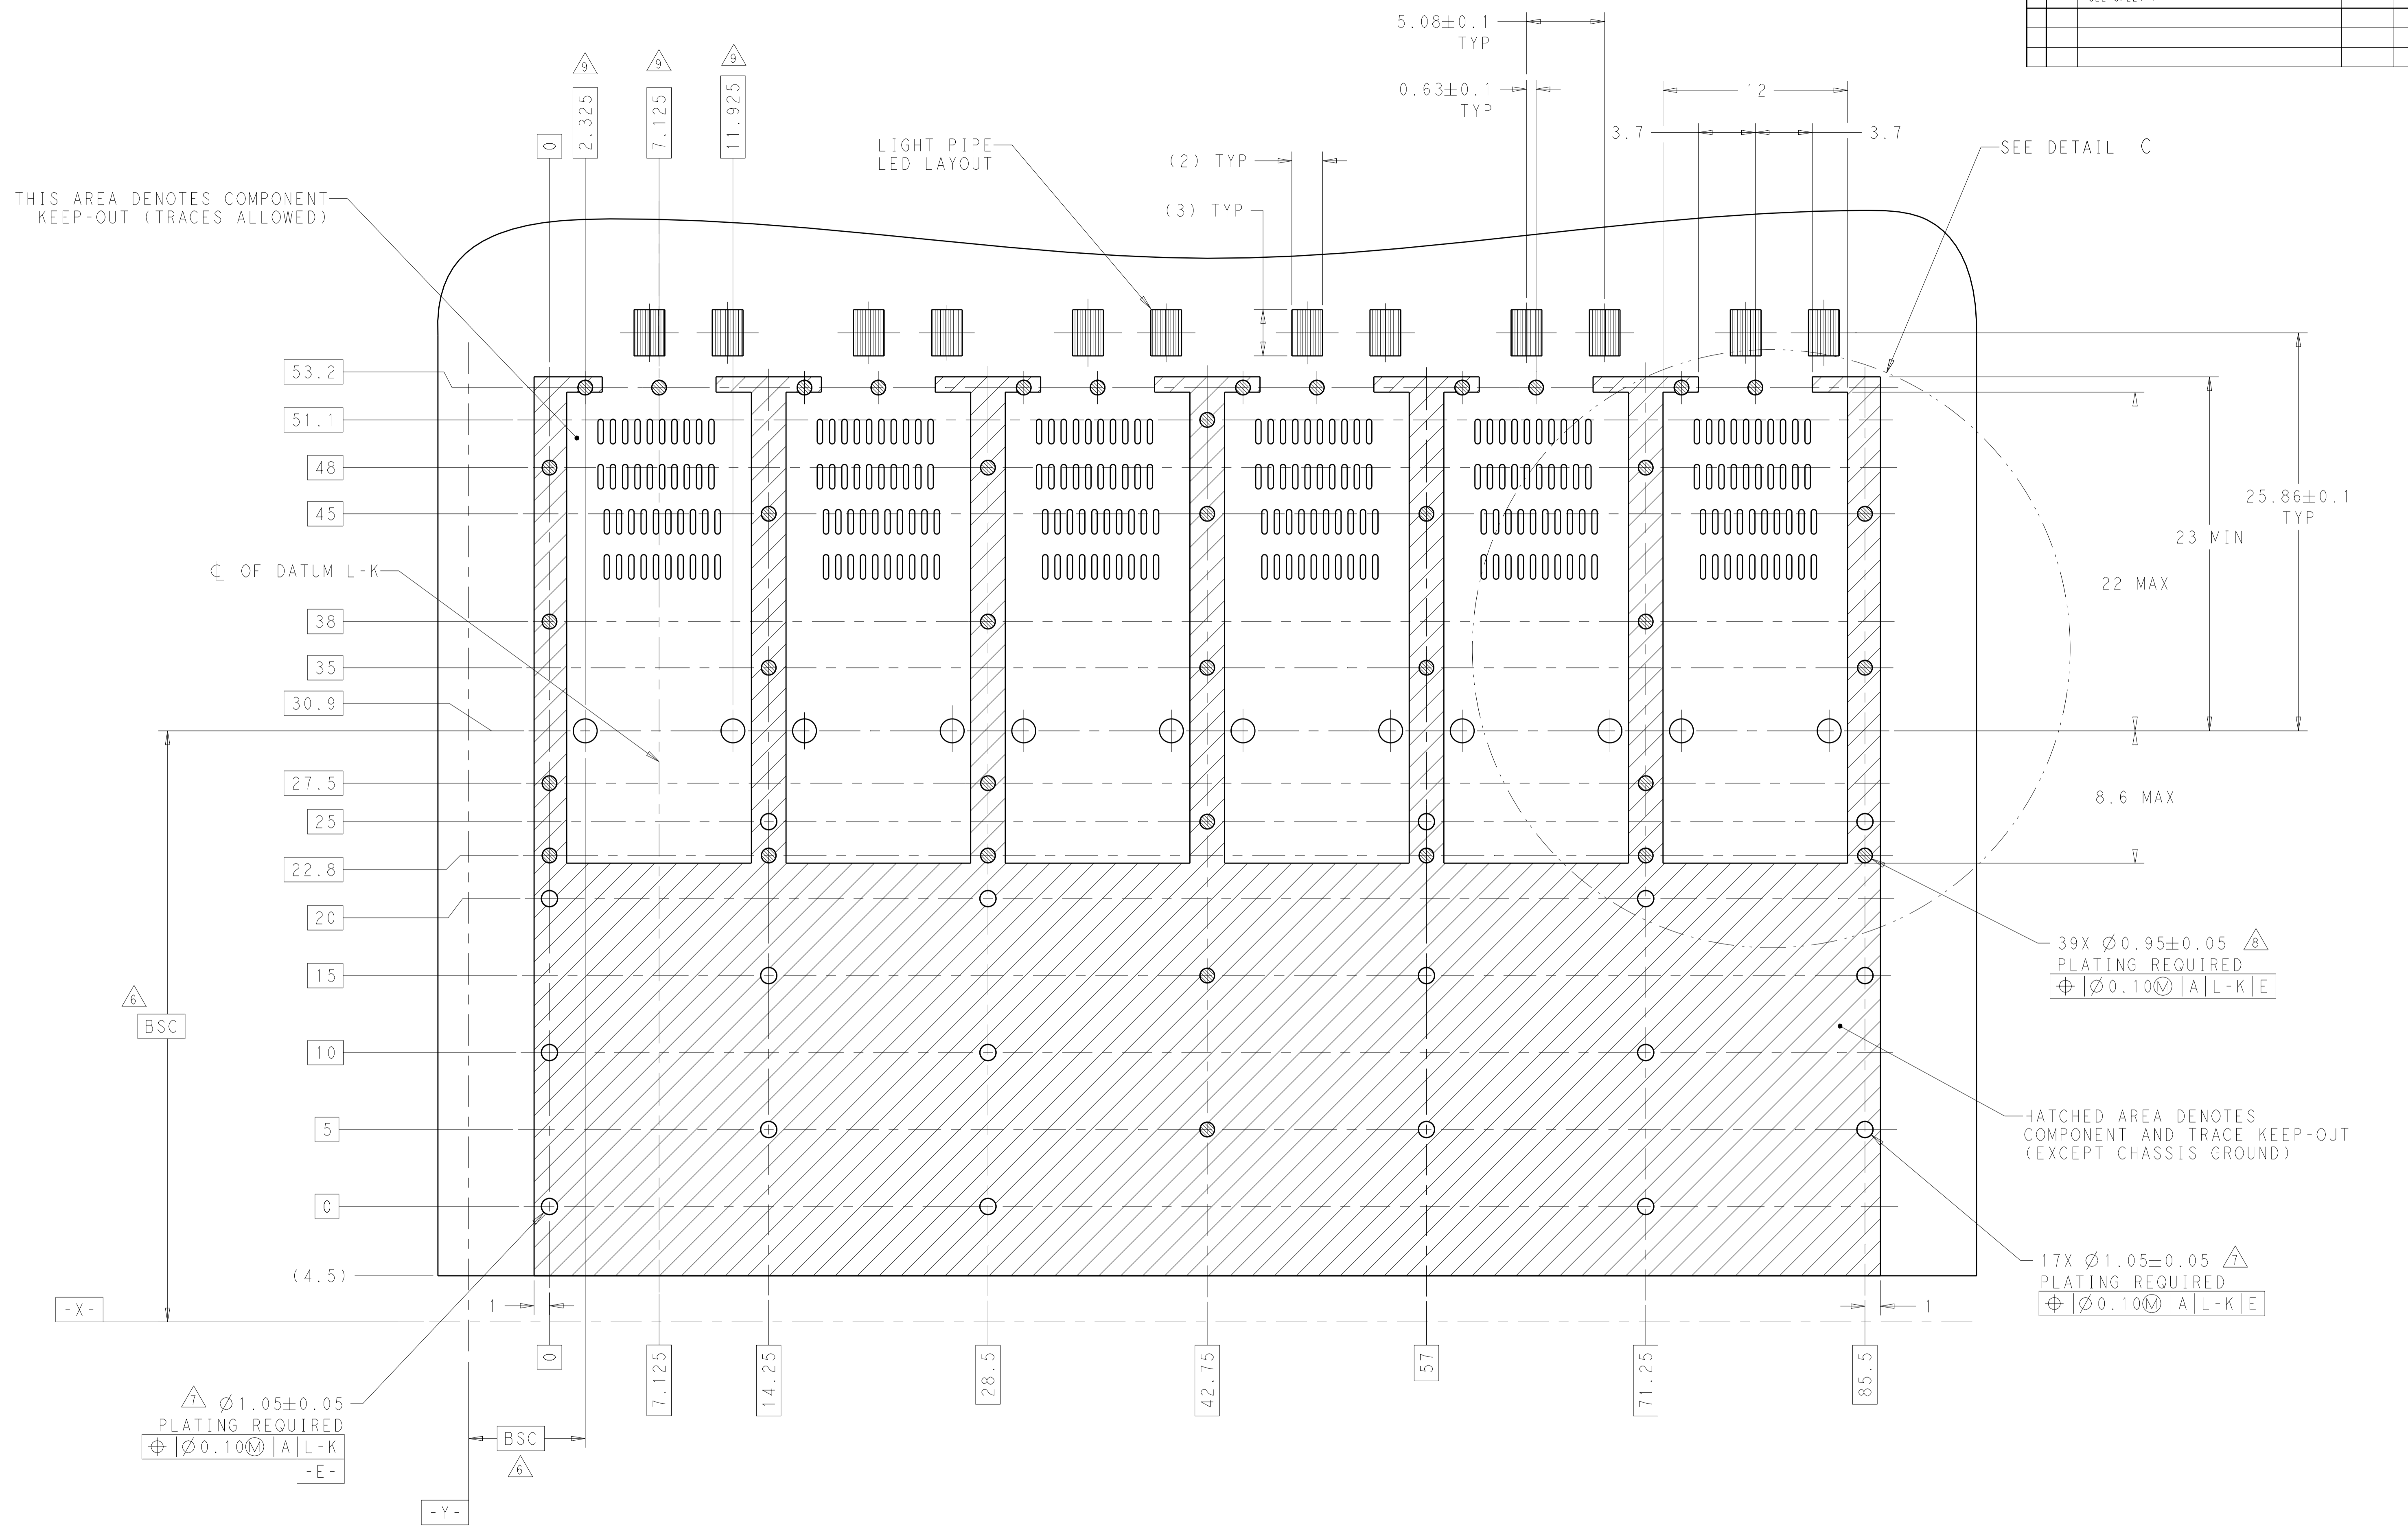 5.08±0.1
TYP
0.63±0.1
TYP
12
3.7
3.7
(2) TYP
(3) TYP
9
9
9
0
2.325
7.125
11.925
LIGHT PIPE
LED LAYOUT
SEE DETAIL C
THIS AREA DENOTES COMPONENT
KEEP-OUT (TRACES ALLOWED)
53.2
51.1
48
45
℄ OF DATUM L-K
38
35
30.9
27.5
25
22.8
20
15
10
5
0
(4.5)
25.86±0.1
TYP
23 MIN
22 MAX
8.6 MAX
39X Ø0.95±0.05 8
PLATING REQUIRED
⌖ Ø0.10Ⓜ A L-K E
HATCHED AREA DENOTES
COMPONENT AND TRACE KEEP-OUT
(EXCEPT CHASSIS GROUND)
17X Ø1.05±0.05 7
PLATING REQUIRED
⌖ Ø0.10Ⓜ A L-K E
6
BSC
-X-
1
1
0
7.125
14.25
28.5
42.75
57
71.25
85.5
7 Ø1.05±0.05
PLATING REQUIRED
⌖ Ø0.10Ⓜ A L-K
-E-
BSC
6
-Y-